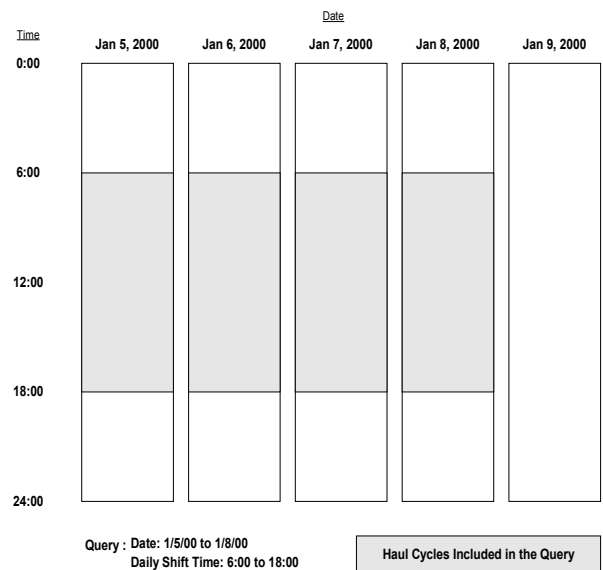 Date
Time
Jan 5, 2000 Jan 6, 2000 Jan 7, 2000 Jan 8, 2000 Jan 9, 2000
0:00
6:00
12:00
18:00
24:00
Query : Date: 1/5/00 to 1/8/00
Daily Shift Time: 6:00 to 18:00
Haul Cycles Included in the Query